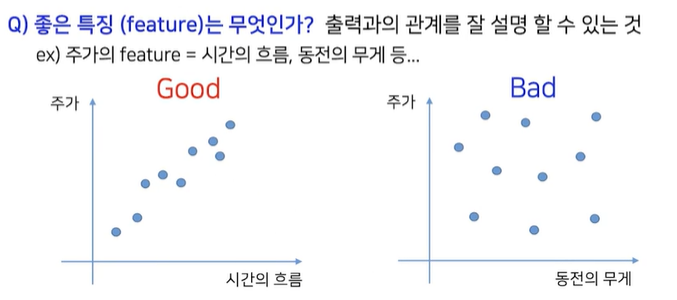 Q) 좋은 특징 (feature)는 무엇인가? 출력과의 관계를 잘 설명 할 수 있는 것
ex) 주가의 feature = 시간의 흐름, 동전의 무게 등...
Good
주가
시간의 흐름
Bad
주가
동전의 무게